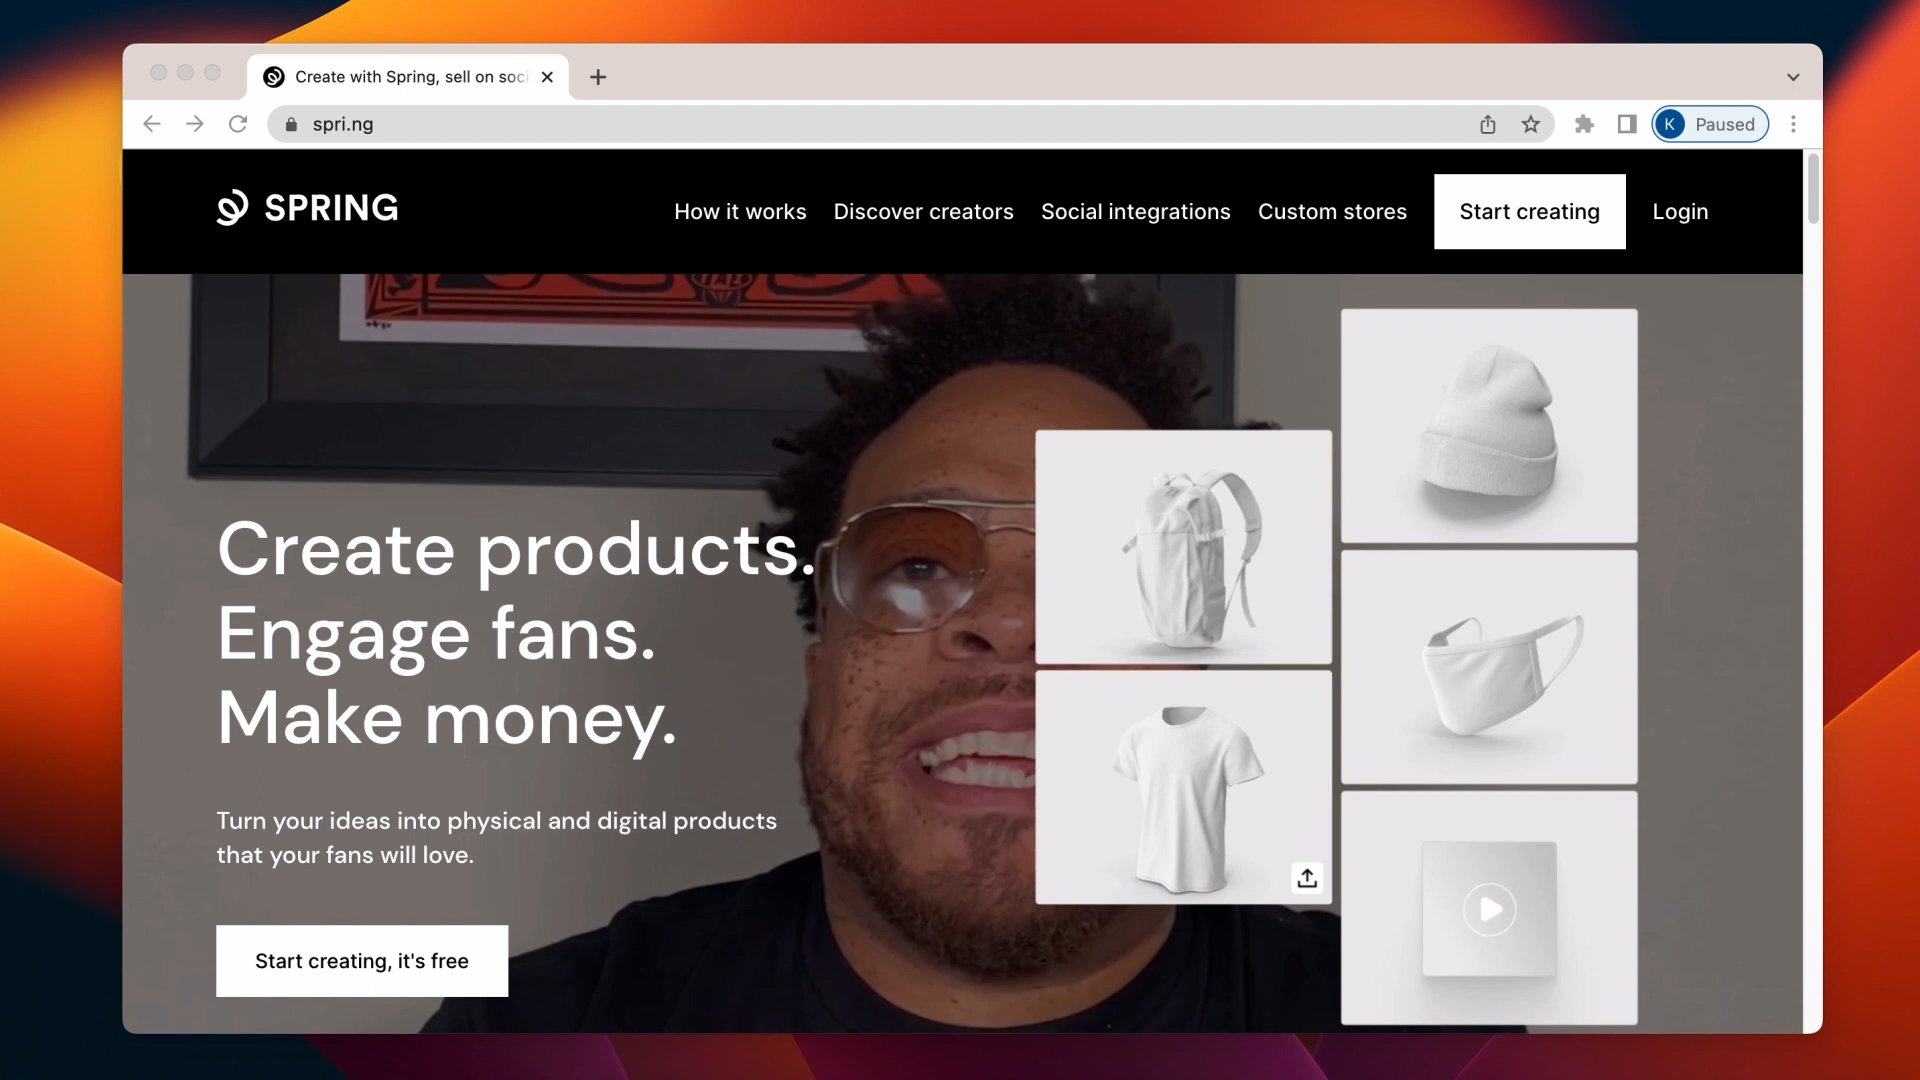 Create with Spring, sell on soci
spri.ng
K Paused
SPRING
How it works Discover creators Social integrations Custom stores Start creating Login
Create products.
Engage fans.
Make money.
Turn your ideas into physical and digital products
that your fans will love.
Start creating, it's free